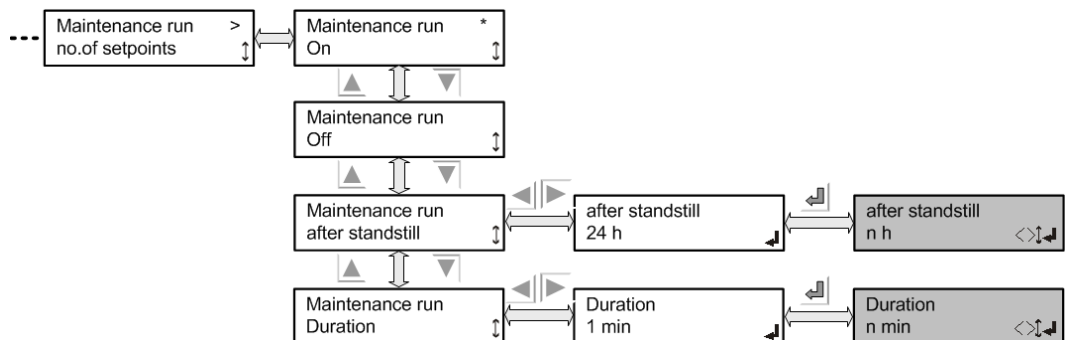 Maintenance run >
no.of setpoints
Maintenance run *
On
Maintenance run
Off
Maintenance run
after standstill
after standstill
24 h
after standstill
n h <>
Maintenance run
Duration
Duration
1 min
Duration
n min <>